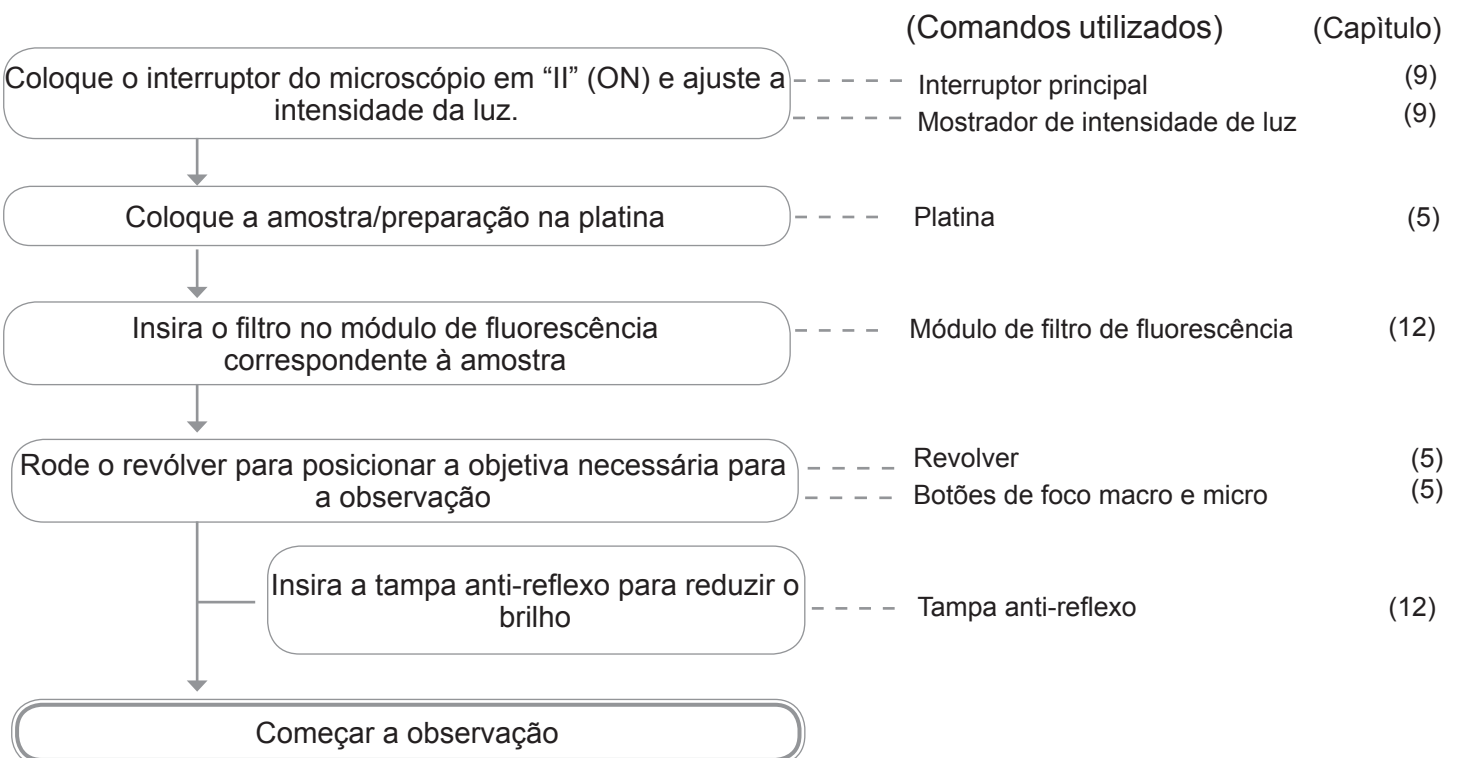 (Comandos utilizados) (Capìtulo)
Coloque o interruptor do microscópio em “II” (ON) e ajuste a
intensidade da luz.
Interruptor principal (9)
Mostrador de intensidade de luz (9)
Coloque a amostra/preparação na platina
Platina (5)
Insira o filtro no módulo de fluorescência
correspondente à amostra
Módulo de filtro de fluorescência (12)
Rode o revólver para posicionar a objetiva necessária para
a observação
Revolver (5)
Botões de foco macro e micro (5)
Insira a tampa anti-reflexo para reduzir o
brilho
Tampa anti-reflexo (12)
Começar a observação